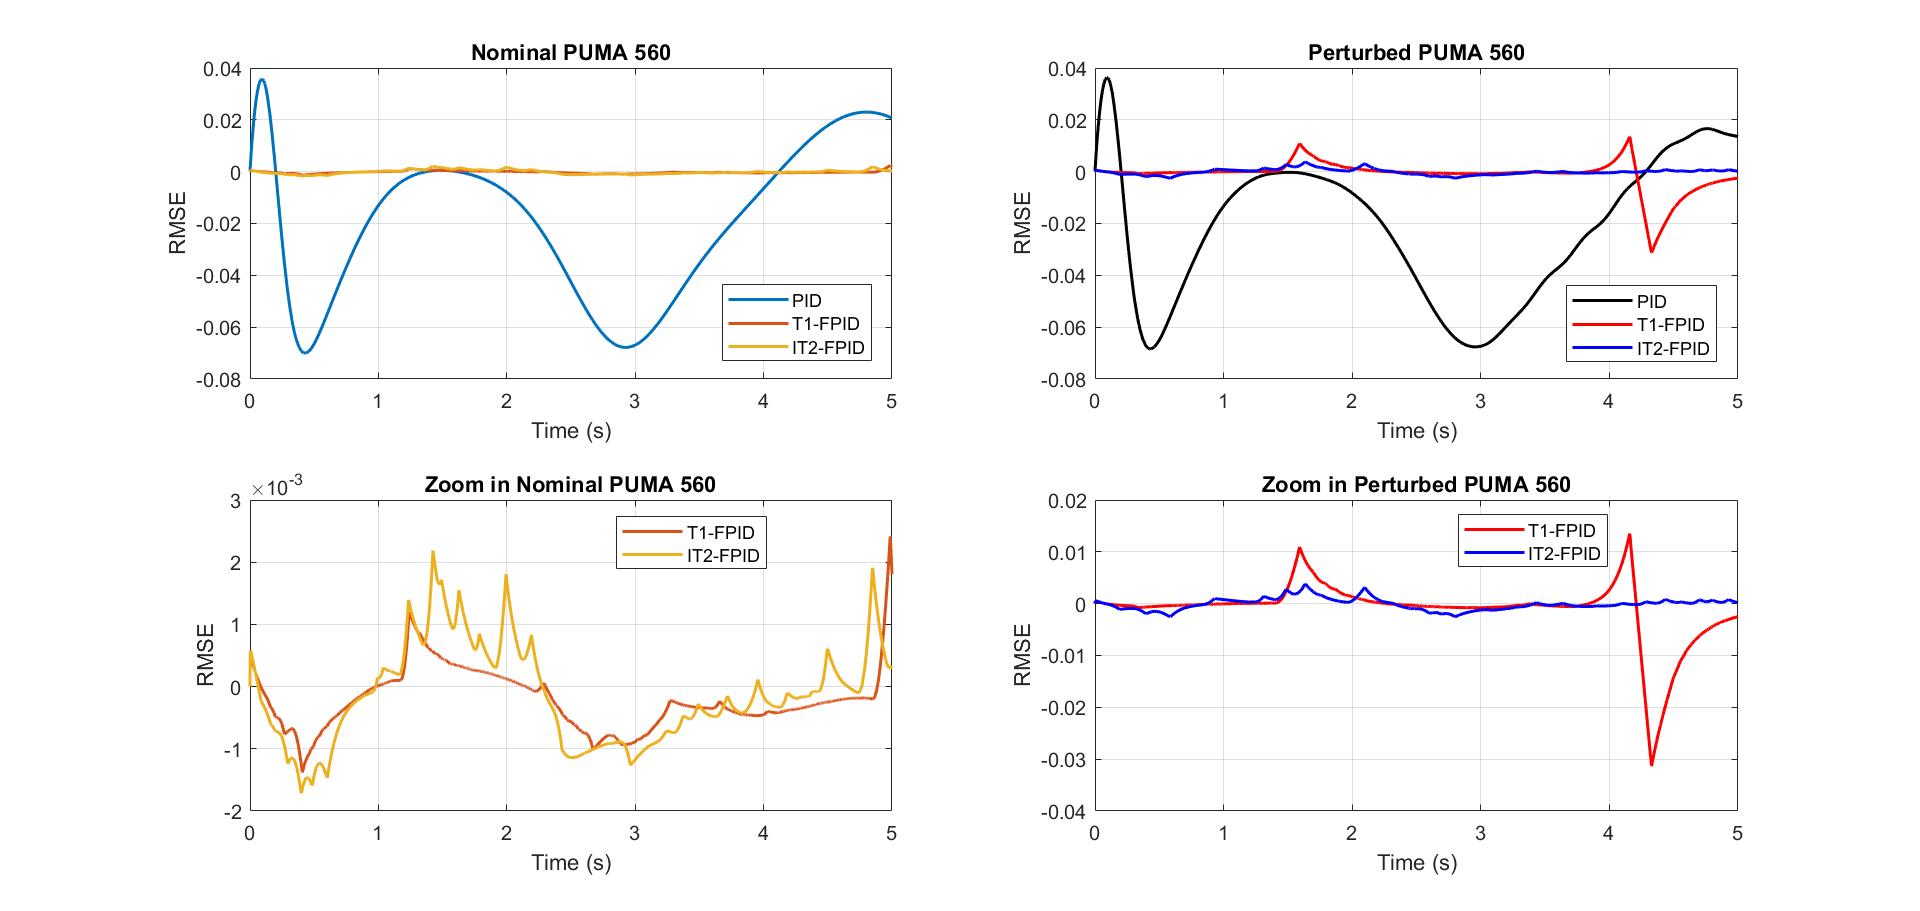 Nominal PUMA 560
0.04
0.02
0
-0.02
-0.04
-0.06
-0.08
RMSE
PID
T1-FPID
IT2-FPID
0 1 2 3 4 5
Time (s)
Perturbed PUMA 560
0.04
0.02
0
-0.02
-0.04
-0.06
-0.08
RMSE
PID
T1-FPID
IT2-FPID
0 1 2 3 4 5
Time (s)
Zoom in Nominal PUMA 560
×10-3
3
2
1
0
-1
-2
RMSE
T1-FPID
IT2-FPID
0 1 2 3 4 5
Time (s)
Zoom in Perturbed PUMA 560
0.02
0.01
0
-0.01
-0.02
-0.03
-0.04
RMSE
T1-FPID
IT2-FPID
0 1 2 3 4 5
Time (s)